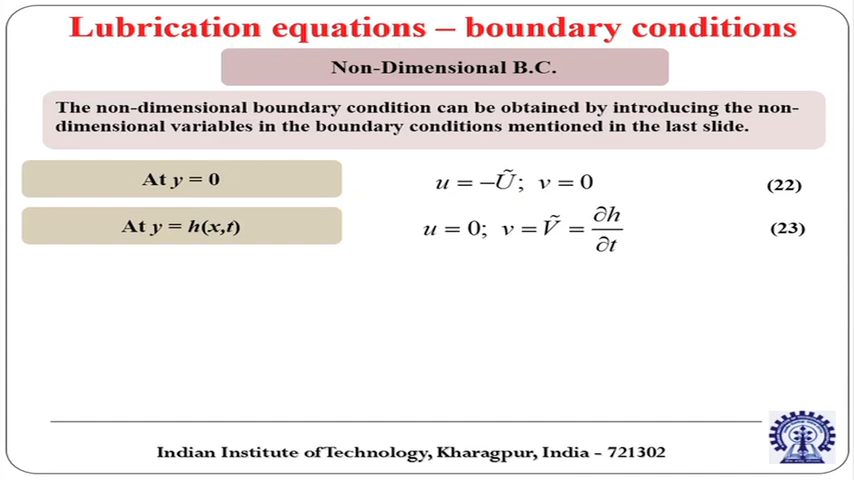 Lubrication equations – boundary conditions
Non-Dimensional B.C.
The non-dimensional boundary condition can be obtained by introducing the non-
dimensional variables in the boundary conditions mentioned in the last slide.
At y = 0 u = −Ũ; v = 0 (22)
At y = h(x,t) u = 0; v = Ṽ = ∂h/∂t (23)
Indian Institute of Technology, Kharagpur, India - 721302